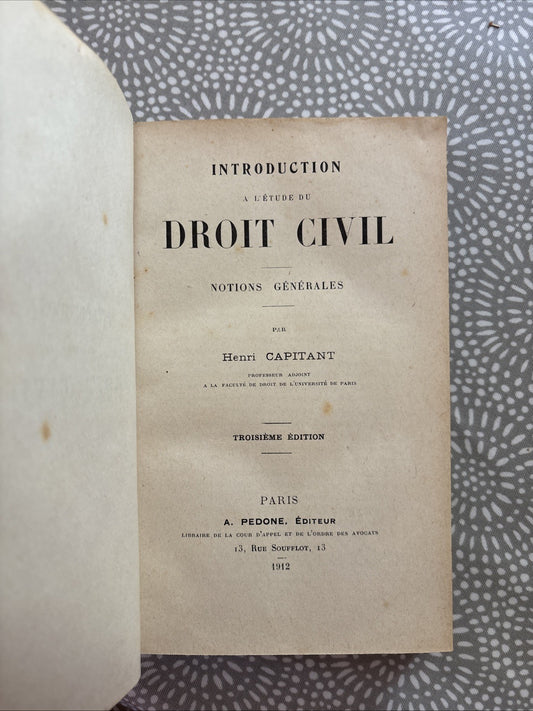 INTRODUCTION
A L'ÉTUDE DU
DROIT CIVIL
NOTIONS GÉNÉRALES
PAR
Henri CAPITANT
PROFESSEUR ADJOINT
A LA FACULTÉ DE DROIT DE L'UNIVERSITÉ DE PARIS
TROISIÈME ÉDITION
PARIS
A. PEDONE, ÉDITEUR
LIBRAIRE DE LA COUR D'APPEL ET DE L'ORDRE DES AVOCATS
13, RUE SOUFFLOT, 13
1912